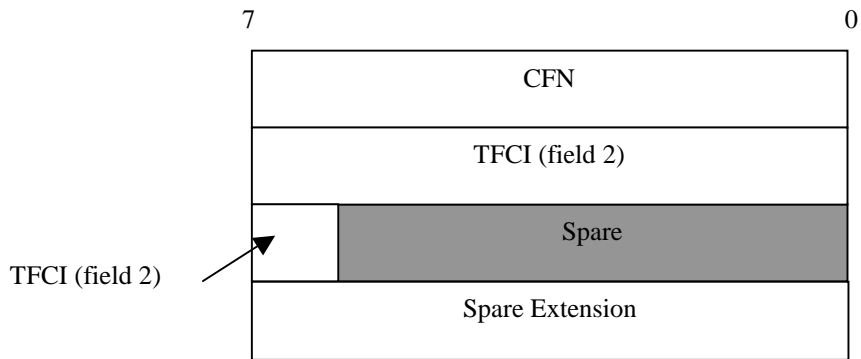 7 0
CFN
TFCI (field 2)
Spare
TFCI (field 2)
Spare Extension